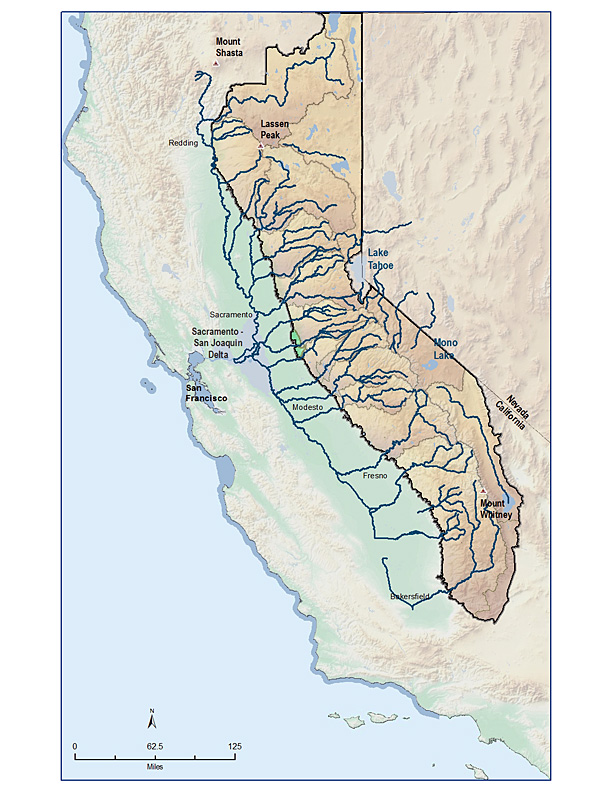 Mount
Shasta
Lassen
Peak
Redding
Lake
Tahoe
Sacramento
Sacramento -
San Joaquin
Delta
Mono
Lake
San
Francisco
Modesto
Nevada
California
Fresno
Mount
Whitney
Bakersfield
N
0 62.5 125
Miles